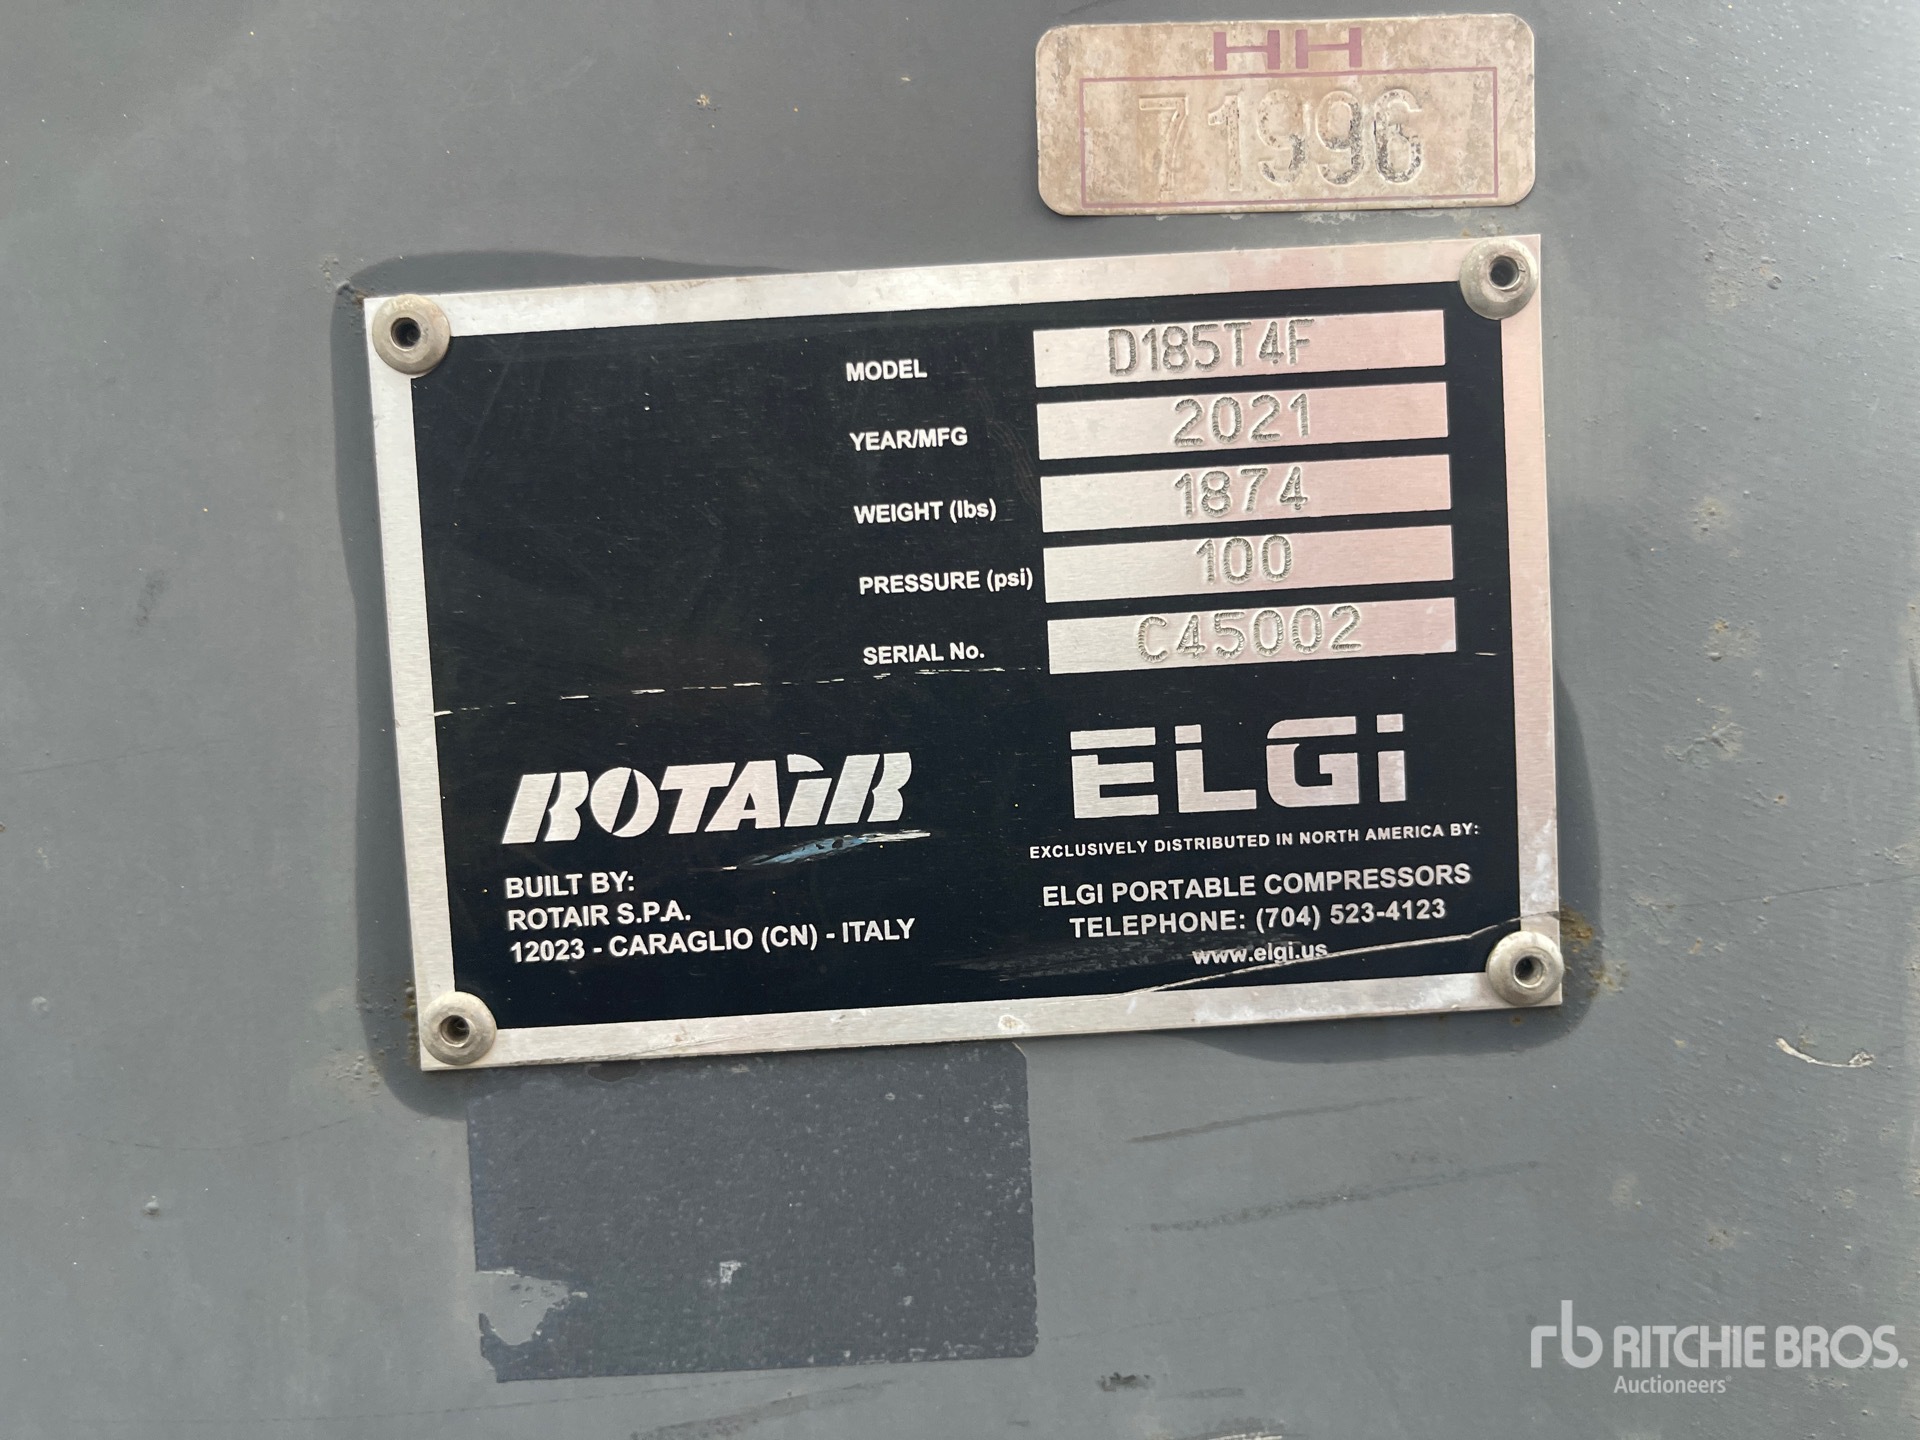 HH
71996
MODEL D185T4F
YEAR/MFG 2021
WEIGHT (lbs) 1874
PRESSURE (psi) 100
SERIAL No. C45002
ROTAiR
BUILT BY:
ROTAIR S.P.A.
12023 - CARAGLIO (CN) - ITALY
ELGi
EXCLUSIVELY DISTRIBUTED IN NORTH AMERICA BY:
ELGI PORTABLE COMPRESSORS
TELEPHONE: (704) 523-4123
www.elgi.us
rb RITCHIE BROS.
Auctioneers